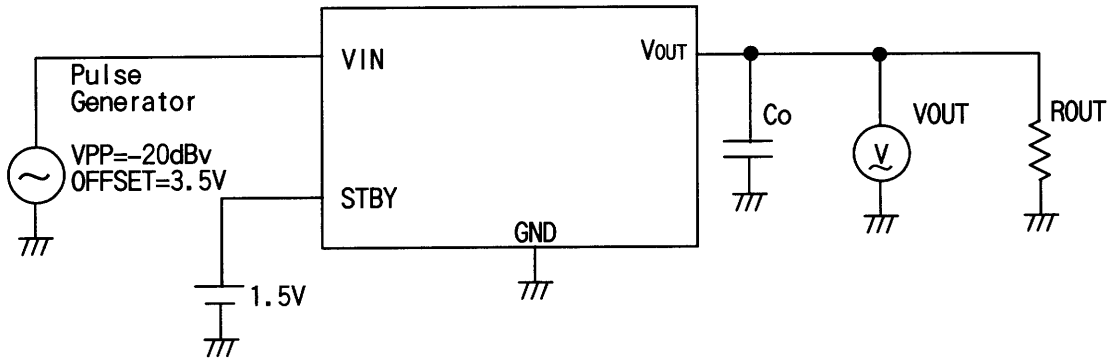 VIN
VOUT
Pulse
Generator
Co
VOUT
ROUT
VPP=-20dBv
OFFSET=3.5V
V
STBY
GND
1.5V